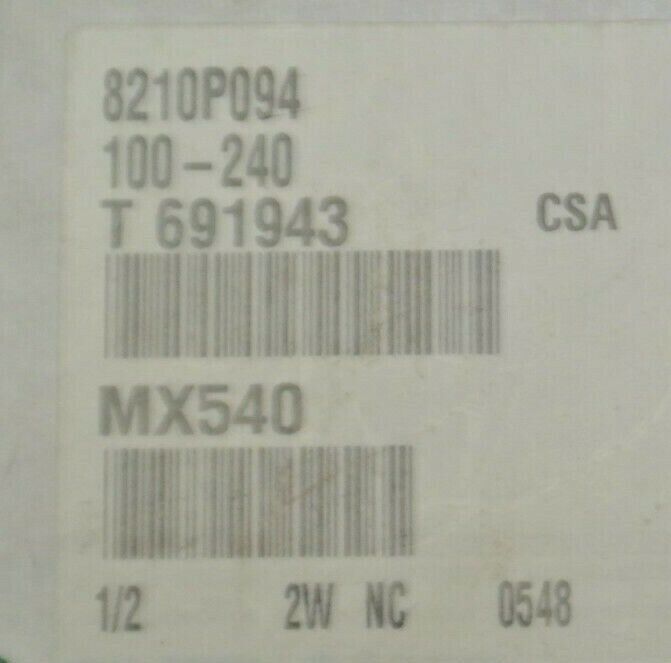 8210P094
100-240
T 691943 CSA
MX540
1/2 2W NC 0548